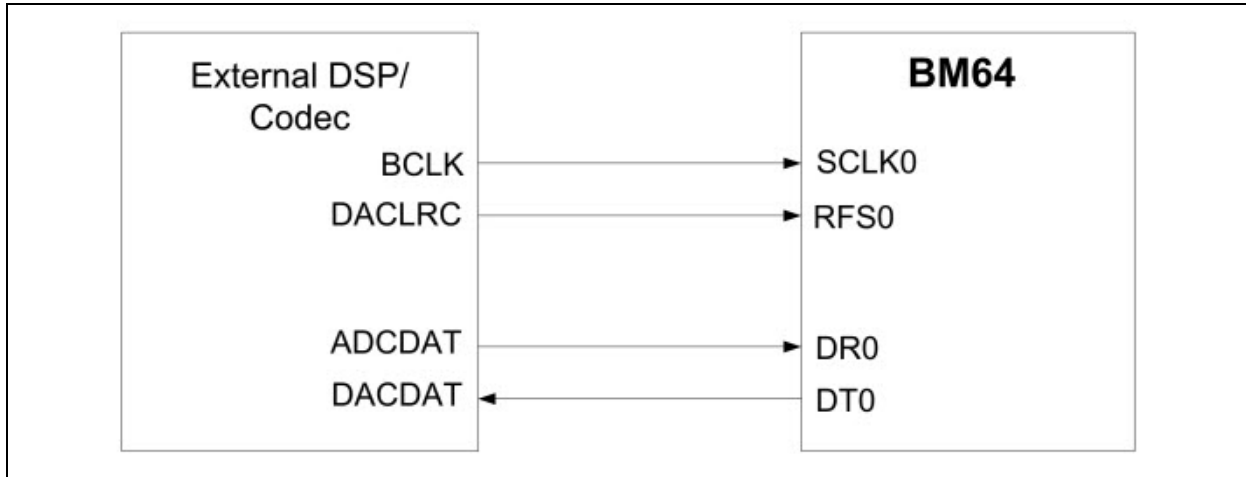 External DSP/
Codec
BCLK
DACLRC
ADCDAT
DACDAT
BM64
SCLK0
RFS0
DR0
DT0